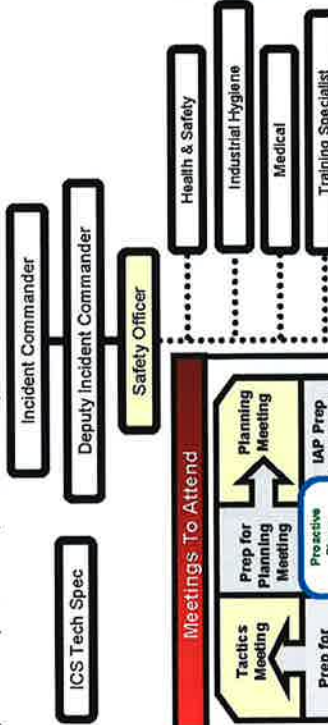 Incident Commander
Deputy Incident Commander
ICS Tech Spec
Safety Officer
Health & Safety
Industrial Hygiene
Medical
Training Specialist
Meetings To Attend
Tactics
Meeting
Prep for
Planning
Meeting
Planning
Meeting
Prep for
Proactive
IAP Prep